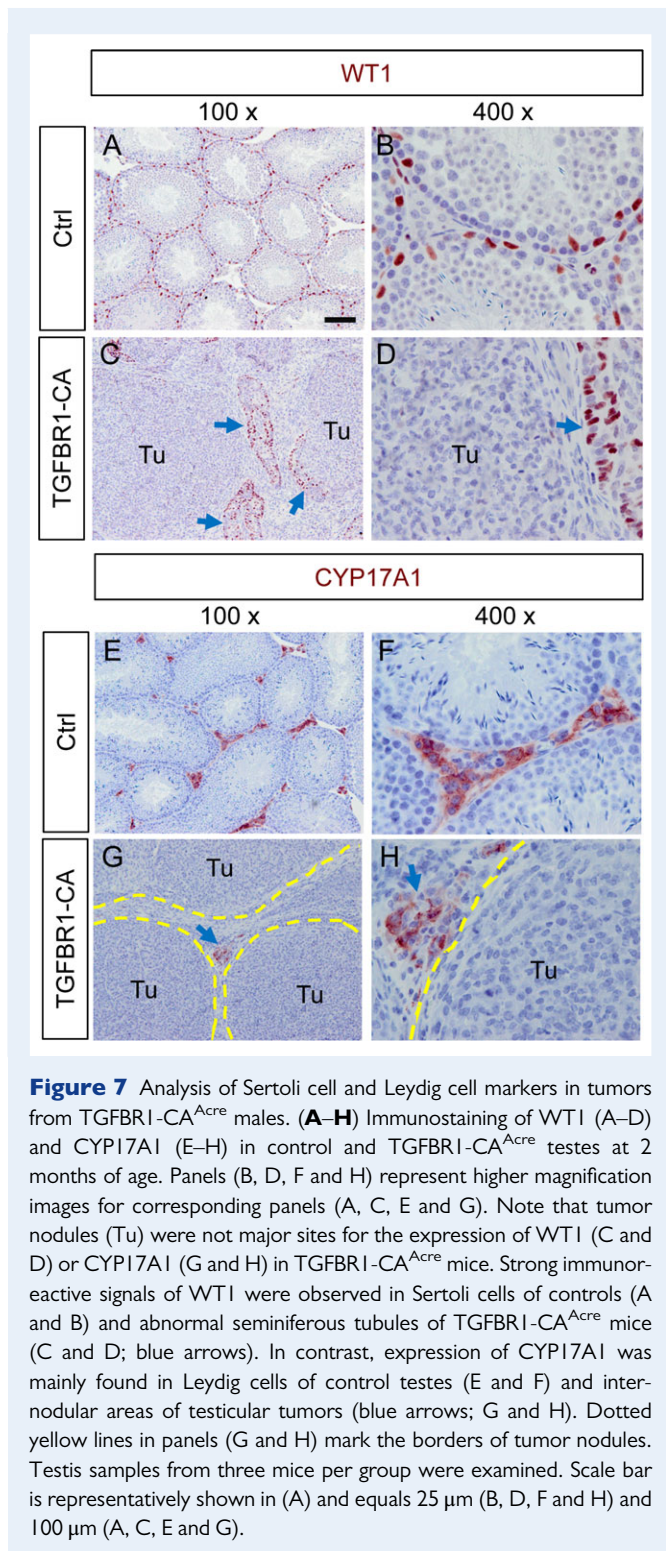 WT1
100 x 400 x
Ctrl
A B
TGFBR1-CA
C D
Tu Tu Tu
CYP17A1
100 x 400 x
Ctrl
E F
TGFBR1-CA
G H
Tu
Tu Tu Tu
Figure 7 Analysis of Sertoli cell and Leydig cell markers in tumors
from TGFBR1-CA^Acre males. (A–H) Immunostaining of WT1 (A–D)
and CYP17A1 (E–H) in control and TGFBR1-CA^Acre testes at 2
months of age. Panels (B, D, F and H) represent higher magnification
images for corresponding panels (A, C, E and G). Note that tumor
nodules (Tu) were not major sites for the expression of WT1 (C and
D) or CYP17A1 (G and H) in TGFBR1-CA^Acre mice. Strong immunor-
eactive signals of WT1 were observed in Sertoli cells of controls (A
and B) and abnormal seminiferous tubules of TGFBR1-CA^Acre mice
(C and D; blue arrows). In contrast, expression of CYP17A1 was
mainly found in Leydig cells of control testes (E and F) and inter-
nodular areas of testicular tumors (blue arrows; G and H). Dotted
yellow lines in panels (G and H) mark the borders of tumor nodules.
Testis samples from three mice per group were examined. Scale bar
is representatively shown in (A) and equals 25 μm (B, D, F and H) and
100 μm (A, C, E and G).